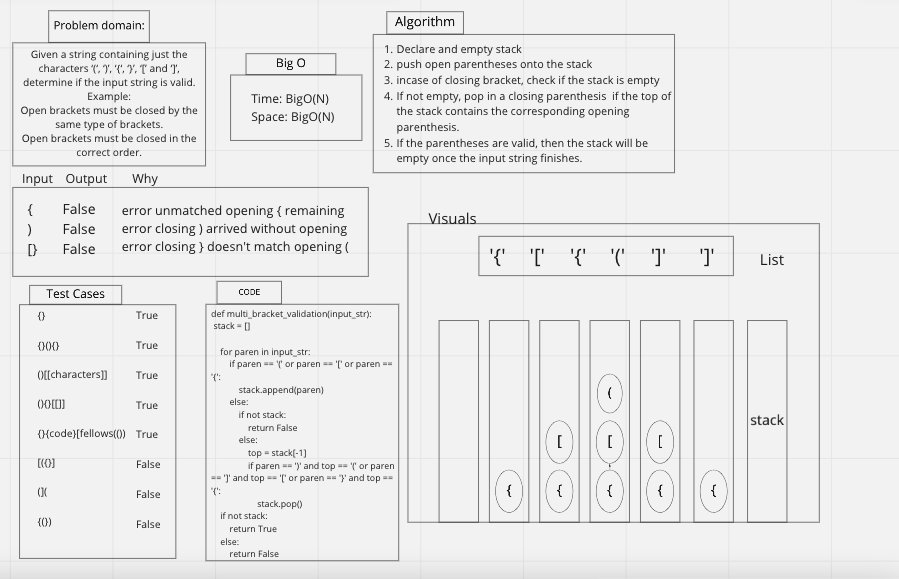 Problem domain:
Given a string containing just the
characters '(', ')', '{', '}', '[' and ']',
determine if the input string is valid.
Example:
Open brackets must be closed by the
same type of brackets.
Open brackets must be closed in the
correct order.
Big O
Time: BigO(N)
Space: BigO(N)
Algorithm
1. Declare and empty stack
2. push open parentheses onto the stack
3. incase of closing bracket, check if the stack is empty
4. If not empty, pop in a closing parenthesis if the top of
the stack contains the corresponding opening
parenthesis.
5. If the parentheses are valid, then the stack will be
empty once the input string finishes.
Input Output Why
{ False error unmatched opening { remaining
) False error closing ) arrived without opening
[} False error closing } doesn't match opening (
Test Cases
{} True
{}(){} True
()[[characters]] True
(){}[[]] True
{}{code}[fellows(()) True
[({}] False
(]( False
{(}) False
CODE
def multi_bracket_validation(input_str):
stack = []
for paren in input_str:
if paren == '(' or paren == '[' or paren ==
'{':
stack.append(paren)
else:
if not stack:
return False
else:
top = stack[-1]
if paren == ')' and top == '(' or paren
== ']' and top == '[' or paren == '}' and top ==
'{':
stack.pop()
if not stack:
return True
else:
return False
Visuals
'{' '[' '{' '(' ']' ']' List
(
[ [ [
{ { { { {
stack